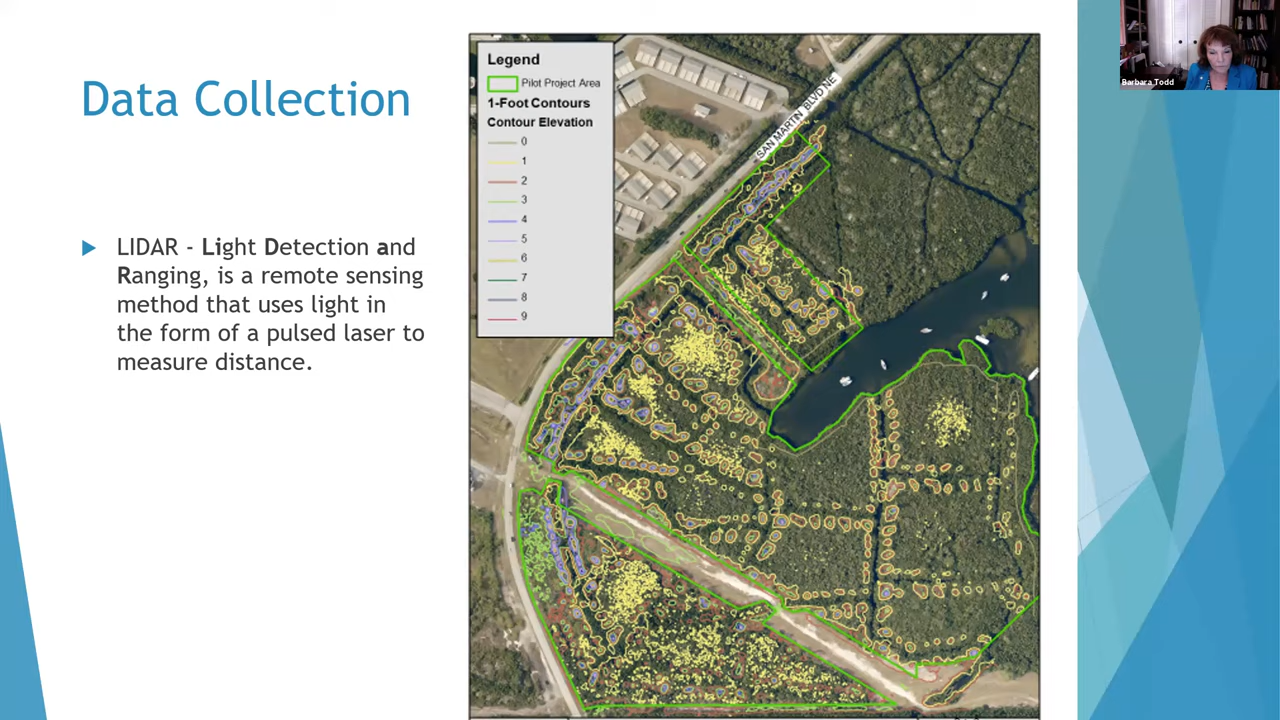 Data Collection
LIDAR - Light Detection and
Ranging, is a remote sensing
method that uses light in
the form of a pulsed laser to
measure distance.
Legend
Pilot Project Area
1-Foot Contours
Contour Elevation
0
1
2
3
4
5
6
7
8
9
SAN MARTIN BLVD NE
Barbara Todd